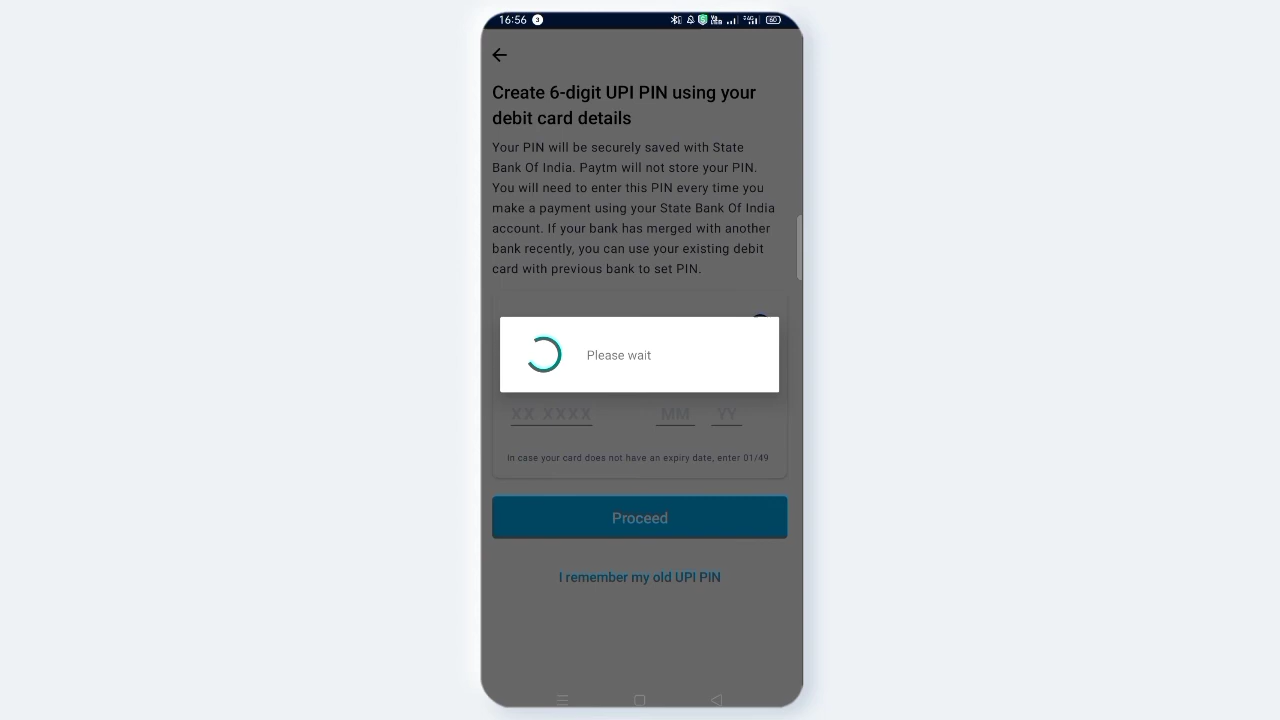 16:56 3
60
Create 6-digit UPI PIN using your
debit card details
Your PIN will be securely saved with State
Bank Of India. Paytm will not store your PIN.
You will need to enter this PIN every time you
make a payment using your State Bank Of India
account. If your bank has merged with another
bank recently, you can use your existing debit
card with previous bank to set PIN.
Please wait
XX XXXX MM YY
In case your card does not have an expiry date, enter 01/49
Proceed
I remember my old UPI PIN